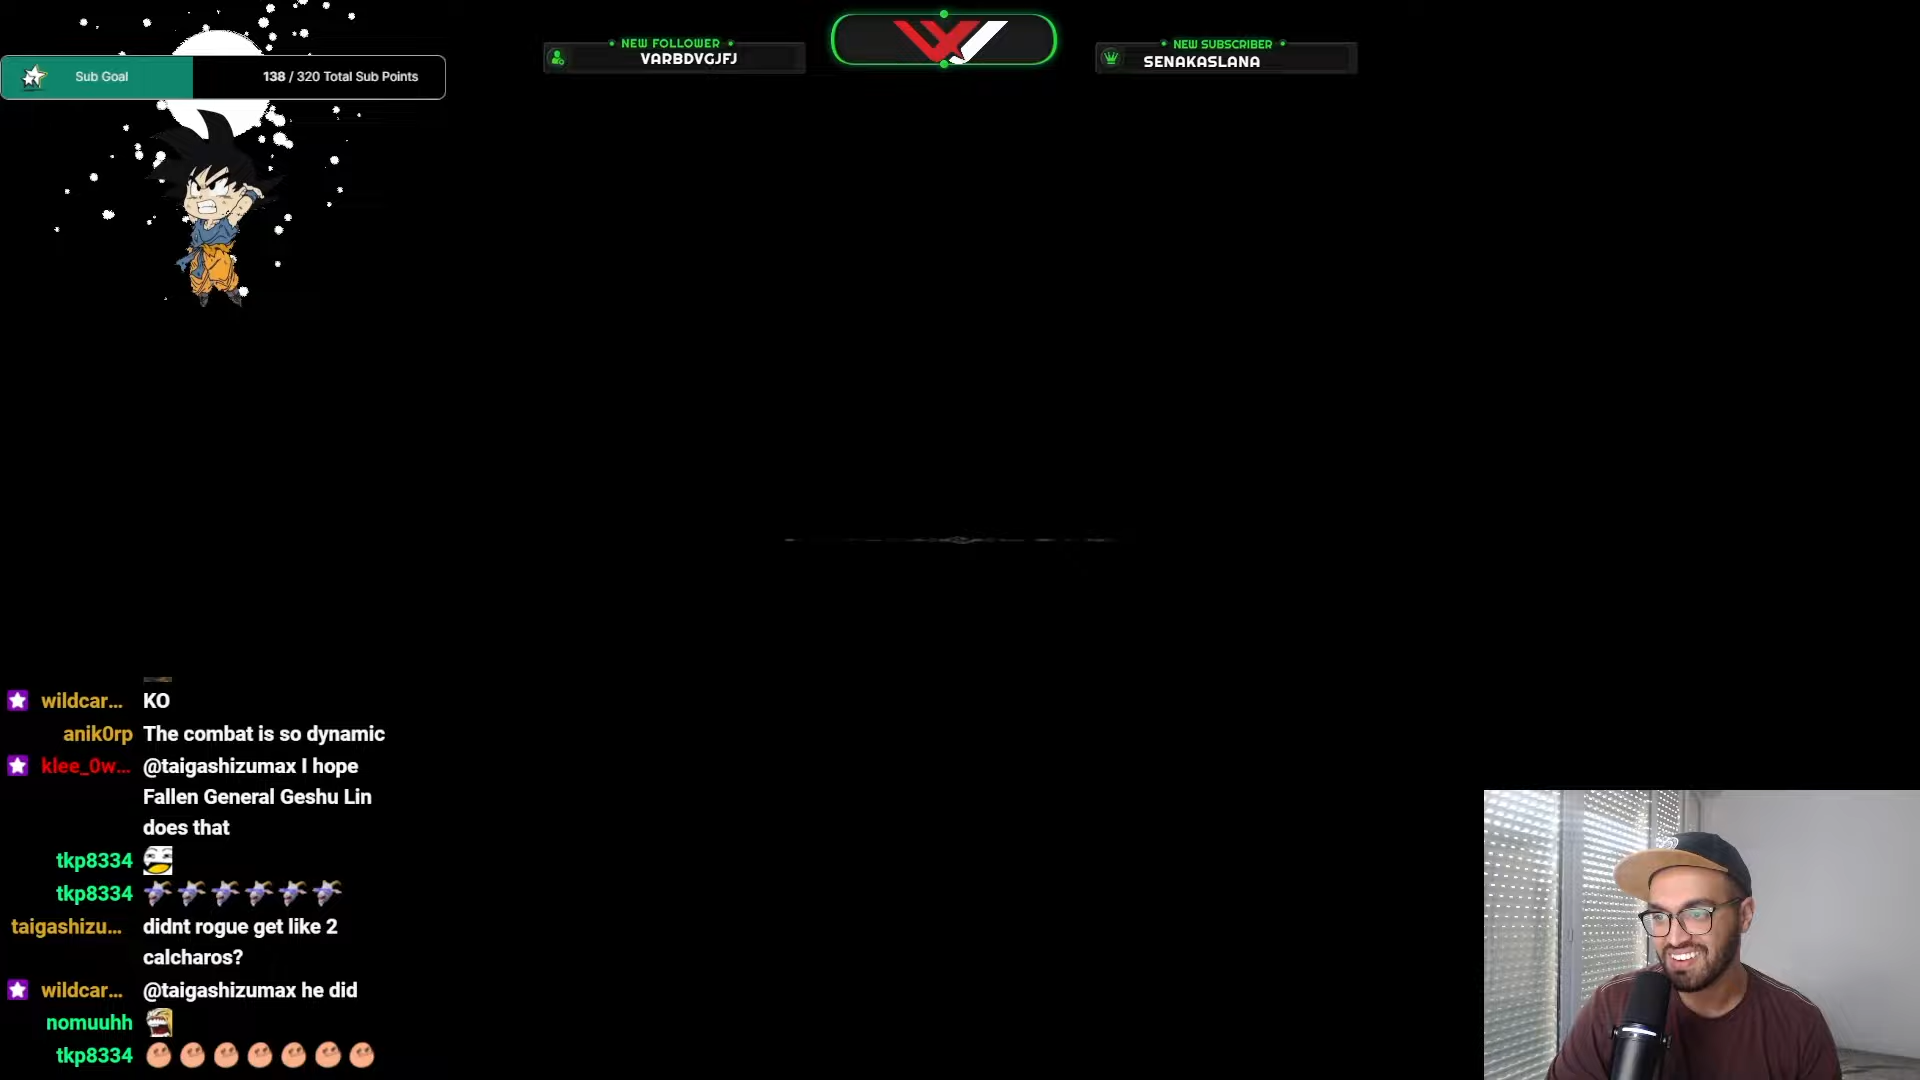 NEW FOLLOWER
VARBDVGJFJ
NEW SUBSCRIBER
SENAKASLANA
Sub Goal
138 / 320 Total Sub Points
wildcar... KO
anik0rp The combat is so dynamic
klee_0w... @taigashizumax I hope
Fallen General Geshu Lin
does that
tkp8334
tkp8334
taigashizu... didnt rogue get like 2
calcharos?
wildcar... @taigashizumax he did
nomuuhh
tkp8334